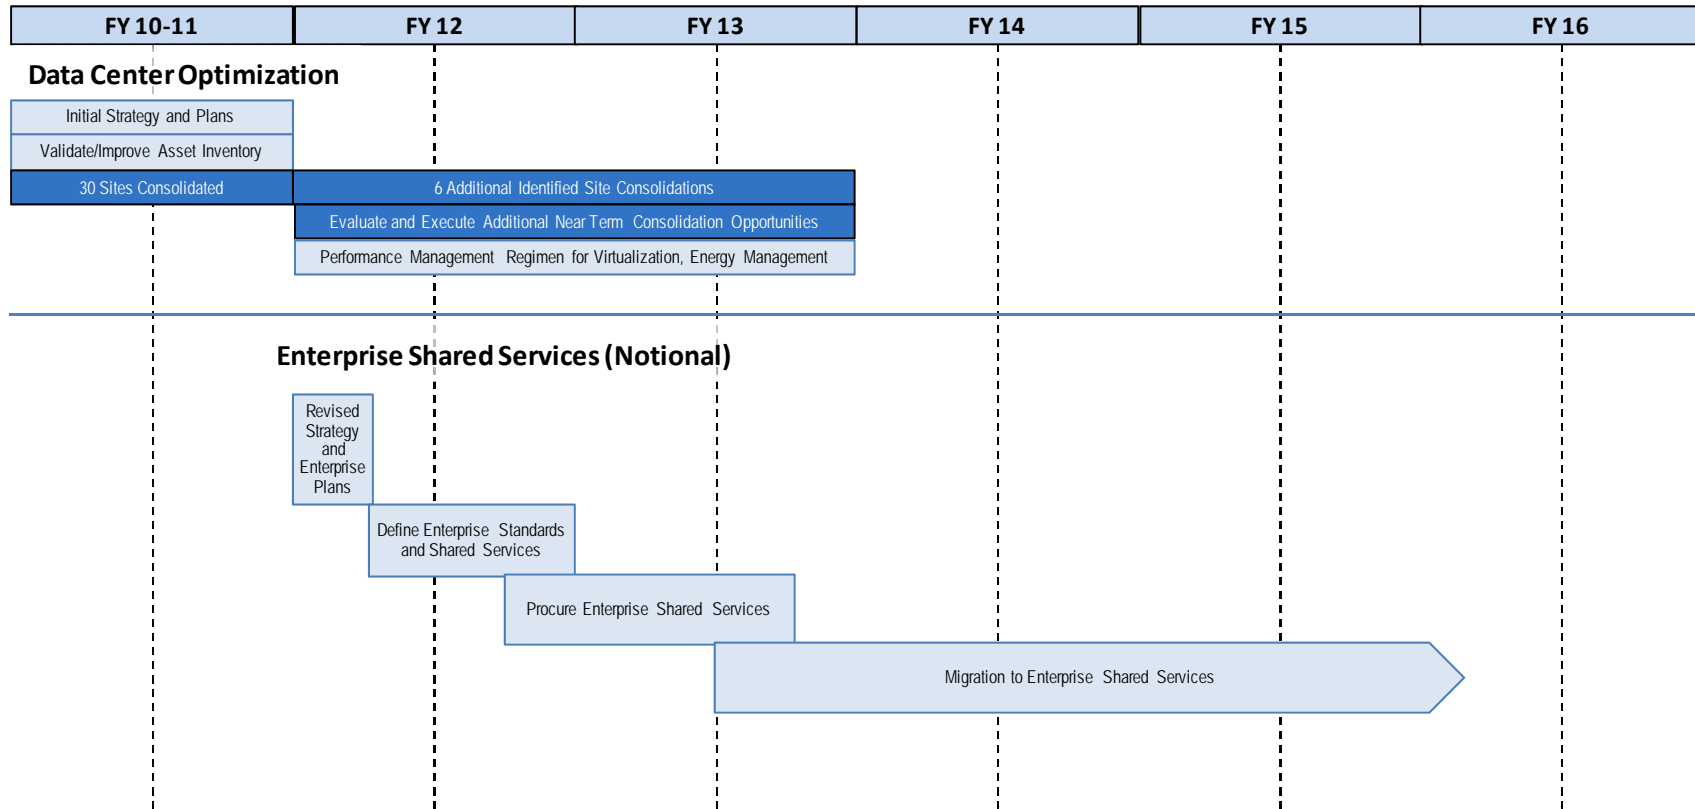 FY 10-11
FY 12
FY 13
FY 14
FY 15
FY 16
Data Center Optimization
Initial Strategy and Plans
Validate/Improve Asset Inventory
30 Sites Consolidated
6 Additional Identified Site Consolidations
Evaluate and Execute Additional Near Term Consolidation Opportunities
Performance Management Regimen for Virtualization, Energy Management
Enterprise Shared Services (Notional)
Revised
Strategy
and
Enterprise
Plans
Define Enterprise Standards
and Shared Services
Procure Enterprise Shared Services
Migration to Enterprise Shared Services